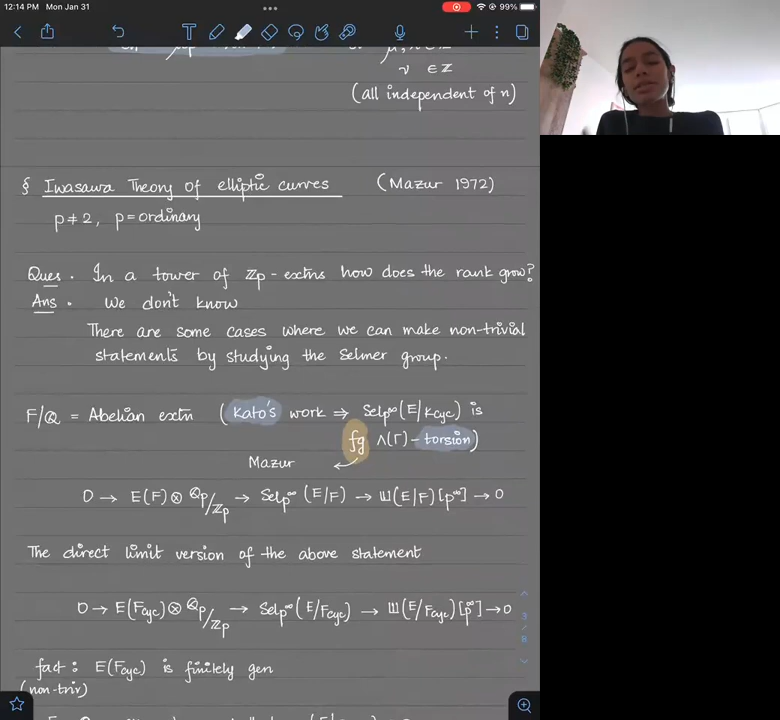 12:14 PM Mon Jan 31
99%
ν ∈ ℤ
(all independent of n)
§ Iwasawa Theory of elliptic curves (Mazur 1972)
p ≠ 2, p = ordinary
Ques. In a tower of ℤp-extns how does the rank grow?
Ans. We don't know
There are some cases where we can make non-trivial
statements by studying the Selmer group.
F/Q = Abelian extn (Kato's work ⇒ Selp∞(E/kcyc) is
fg Λ(Γ)-torsion)
Mazur
0 → E(F) ⊗ Qp/ℤp → Selp∞(E/F) → Ш(E/F)[p∞] → 0
The direct limit version of the above statement
0 → E(Fcyc) ⊗ Qp/ℤp → Selp∞(E/Fcyc) → Ш(E/Fcyc)[p∞] → 0
3/8
fact: E(Fcyc) is finitely gen
(non-triv)